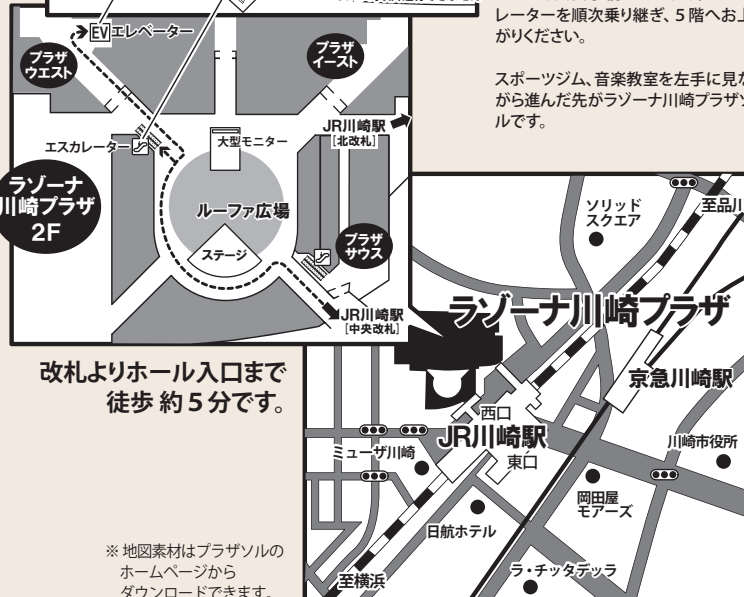 レーターを順次乗り継ぎ、5 階へお上
がりください。
スポーツジム、音楽教室を左手に見な
がら進んだ先がラゾーナ川崎プラザソ
ルです。
EV エレベーター
プラザ
ウエスト
プラザ
イースト
JR川崎駅
[北改札]
エスカレーター
大型モニター
ラゾーナ
川崎プラザ
2F
ルーファ広場
ステージ
プラザ
サウス
JR川崎駅
[中央改札]
改札よりホール入口まで
徒歩 約 5 分です。
※ 地図素材はプラザソルの
ホームページから
ダウンロードできます。
ソリッド
スクエア
至品川
ラゾーナ川崎プラザ
京急川崎駅
西口
JR川崎駅
東口
ミューザ川崎
川崎市役所
岡田屋
モアーズ
日航ホテル
ラ・チッタデッラ
至横浜